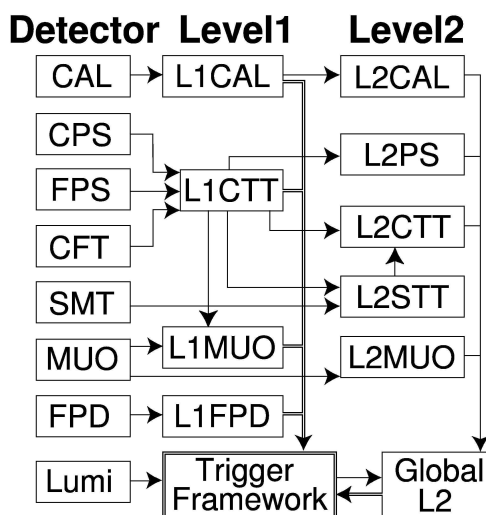 Detector Level1 Level2
CAL L1CAL L2CAL
CPS
L2PS
FPS L1CTT
CFT L2CTT
SMT L2STT
MUO L1MUO L2MUO
FPD L1FPD
Lumi Trigger Framework Global L2